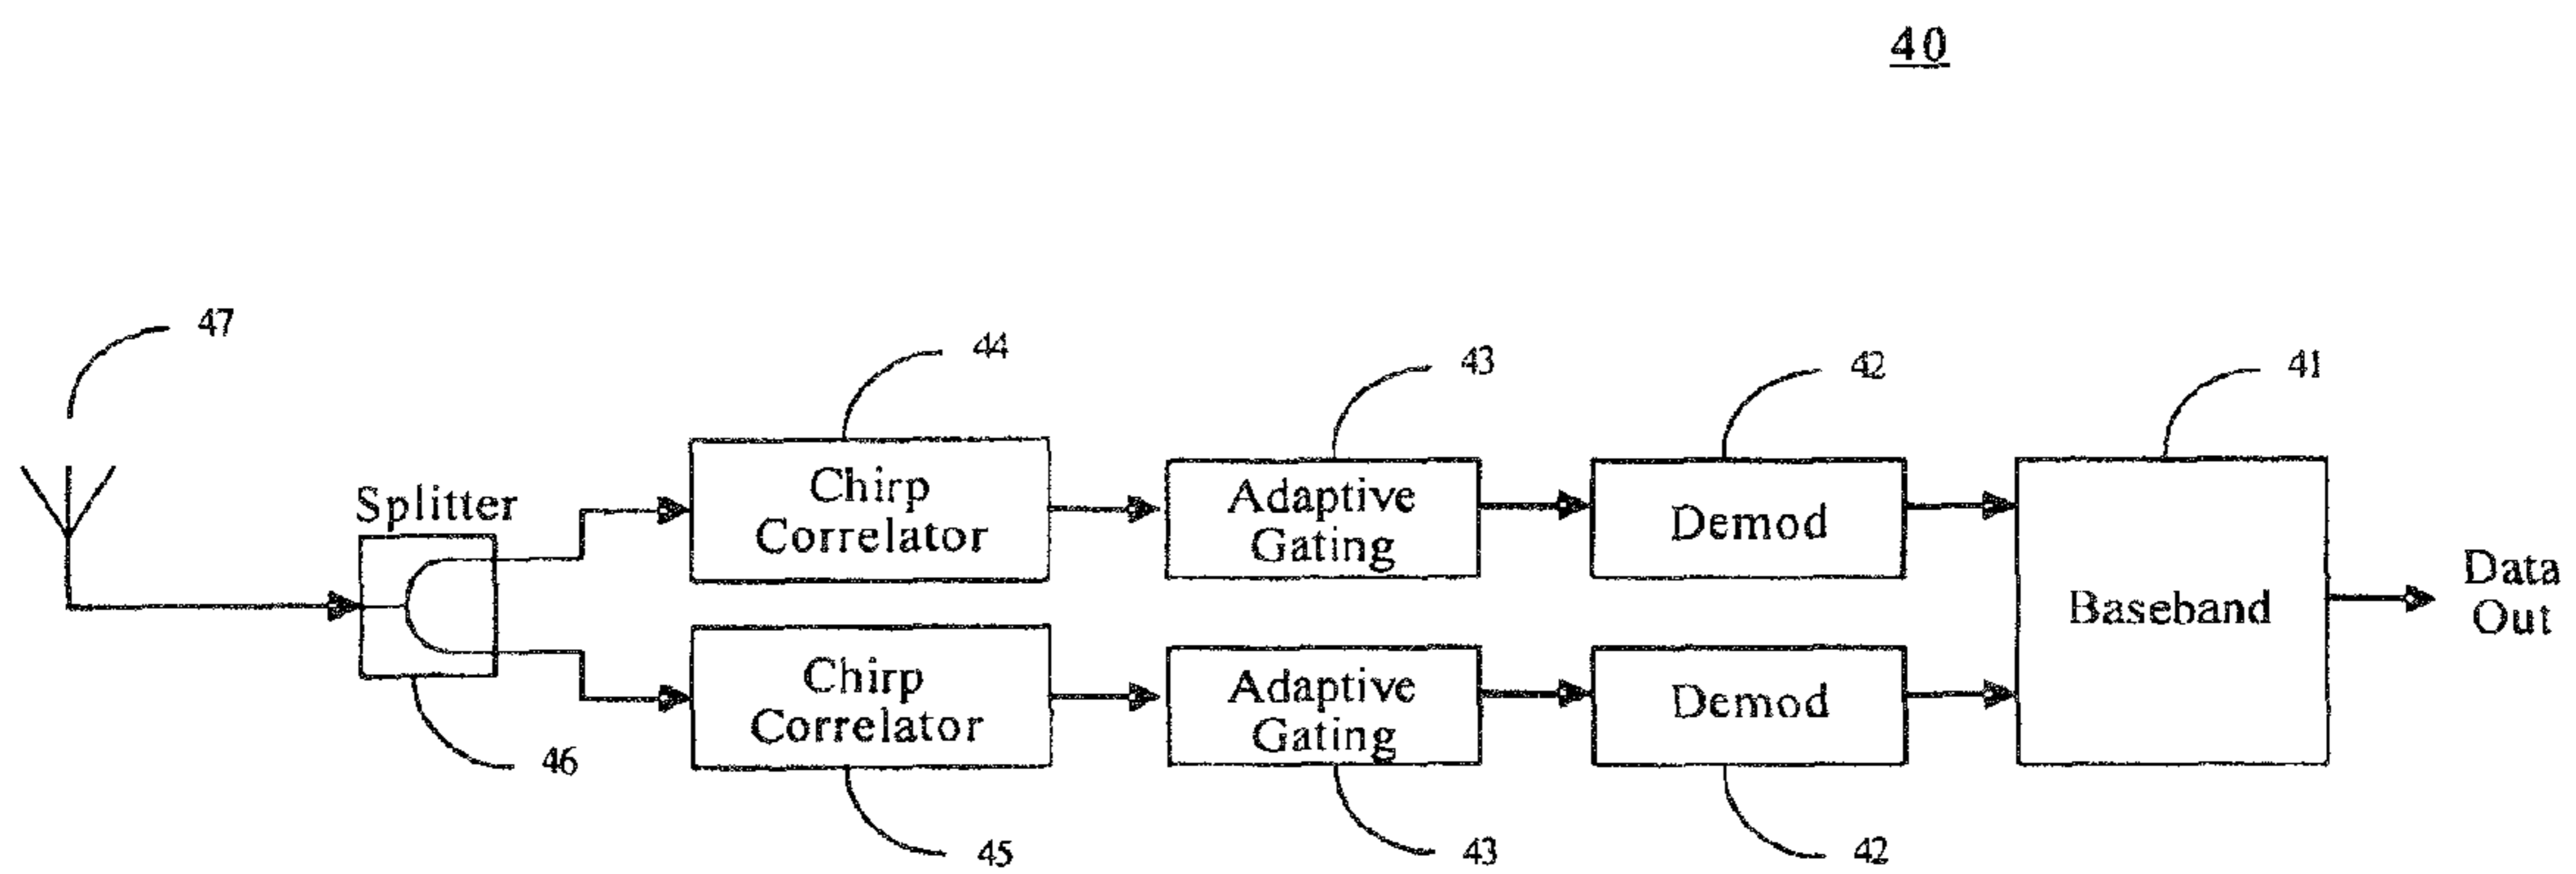 40
47
44
43
42
41
Splitter
Chirp
Correlator
Adaptive
Gating
Demod
Baseband
Data
Out
Chirp
Correlator
Adaptive
Gating
Demod
46
45
43
42